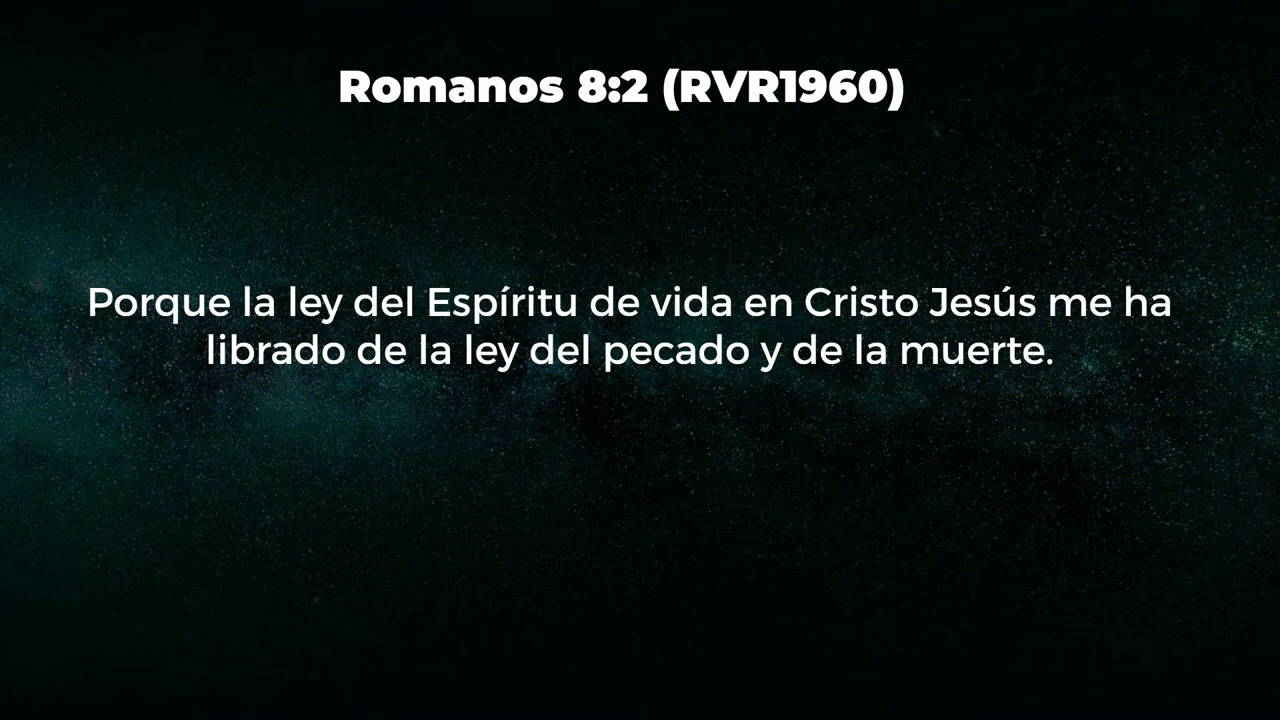 Romanos 8:2 (RVR1960)
Porque la ley del Espíritu de vida en Cristo Jesús me ha
librado de la ley del pecado y de la muerte.